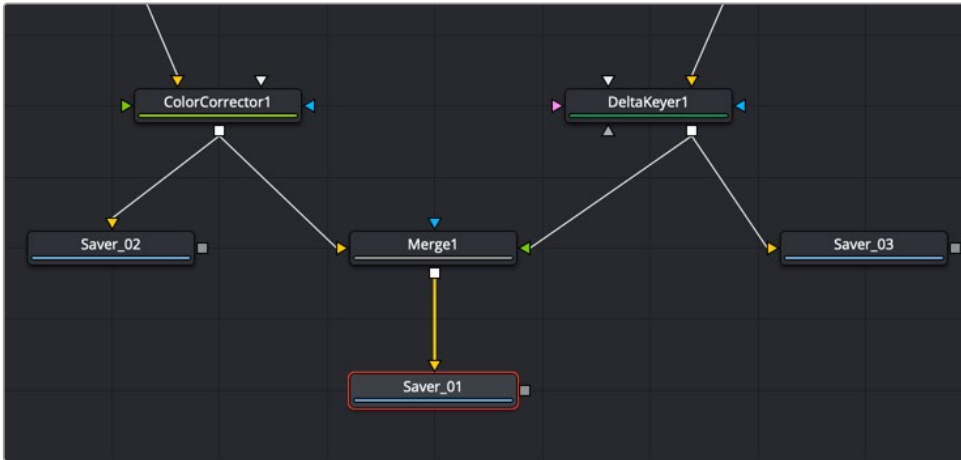 ColorCorrector1
DeltaKeyer1
Saver_02
Merge1
Saver_03
Saver_01